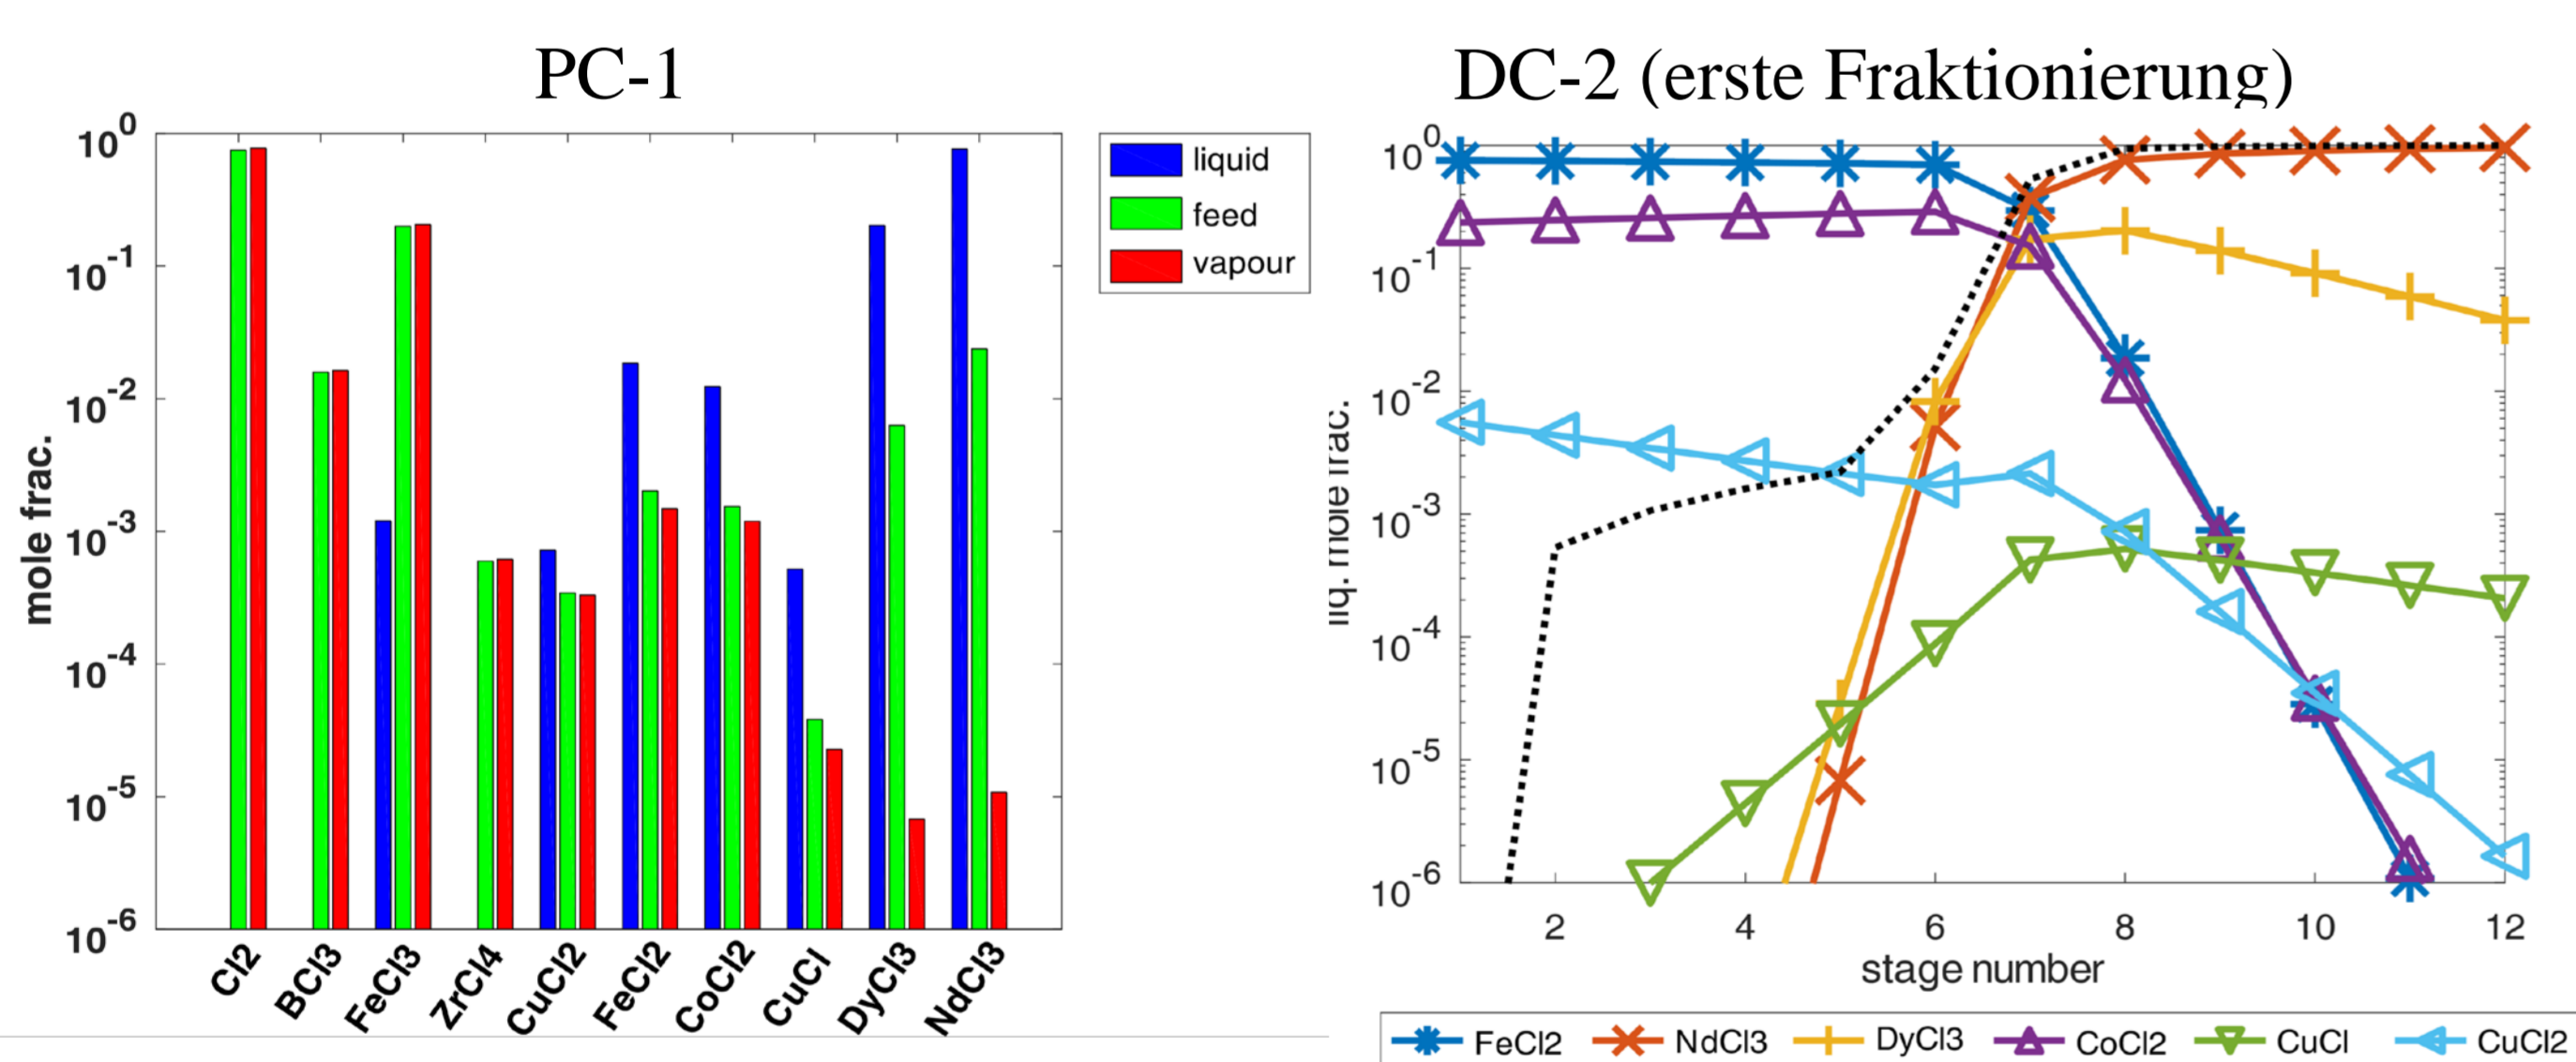 PC-1
10^0
10^-1
10^-2
10^-3
10^-4
10^-5
10^-6
mole frac.
Cl2
BCl3
FeCl3
ZrCl4
CuCl2
FeCl2
CoCl2
CuCl
DyCl3
NdCl3
liquid
feed
vapour
DC-2 (erste Fraktionierung)
10^0
10^-1
10^-2
10^-3
10^-4
10^-5
10^-6
liq. mole frac.
2 4 6 8 10 12
stage number
FeCl2 NdCl3 DyCl3 CoCl2 CuCl CuCl2